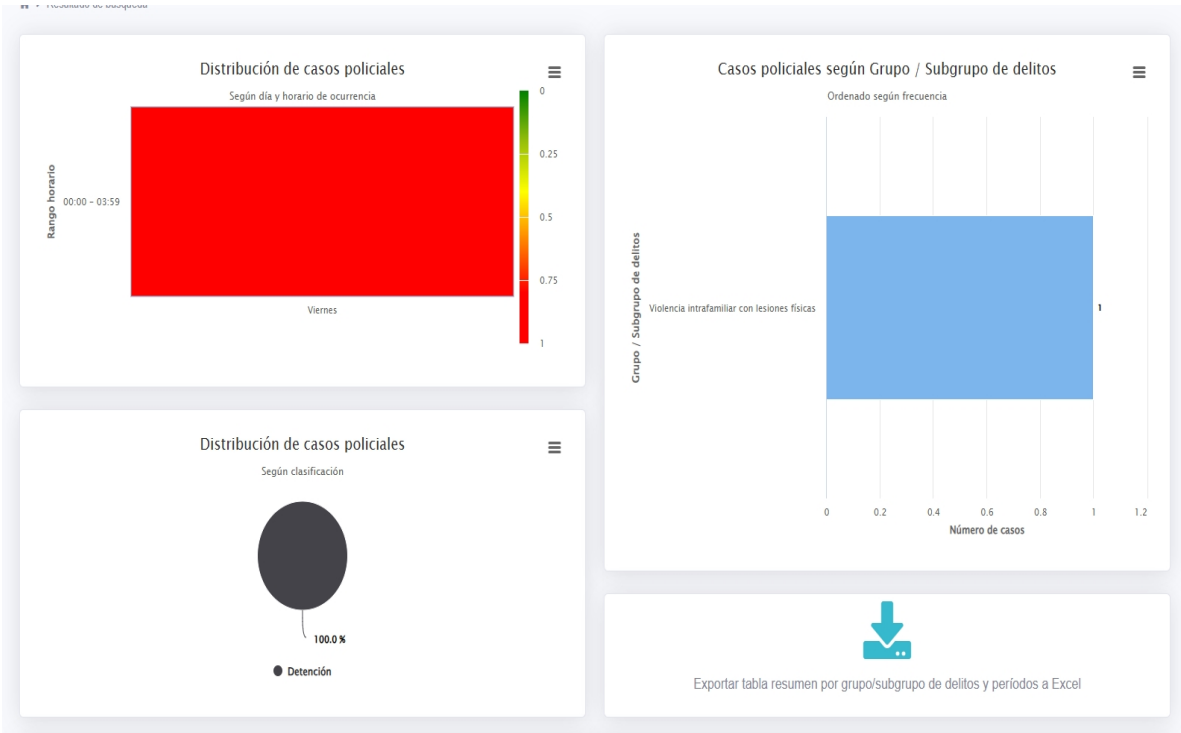 Resultado de búsqueda
Distribución de casos policiales
Según día y horario de ocurrencia
Rango horario
00:00 - 03:59
Viernes
0
0.25
0.5
0.75
1
Casos policiales según Grupo / Subgrupo de delitos
Ordenado según frecuencia
Grupo / Subgrupo de delitos
Violencia intrafamiliar con lesiones físicas
1
0 0.2 0.4 0.6 0.8 1 1.2
Número de casos
Distribución de casos policiales
Según clasificación
100.0 %
Detención
Exportar tabla resumen por grupo/subgrupo de delitos y períodos a Excel